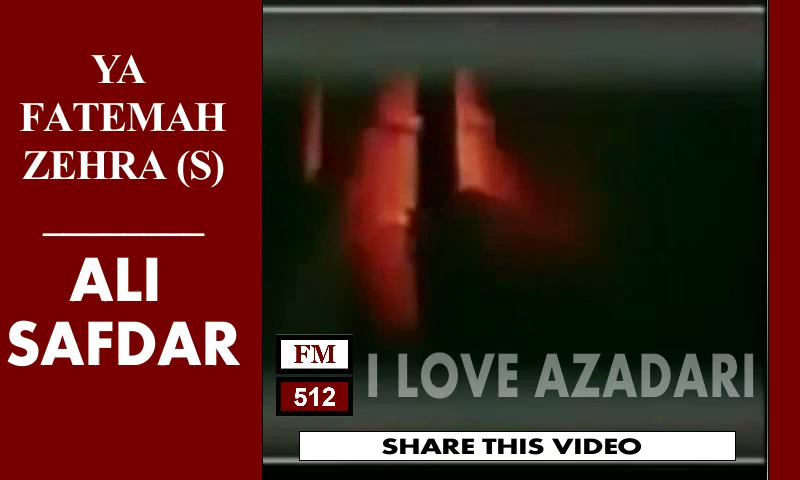 YA
FATEMAH
ZEHRA (S)
ALI
SAFDAR
FM
512
I LOVE AZADARI
SHARE THIS VIDEO